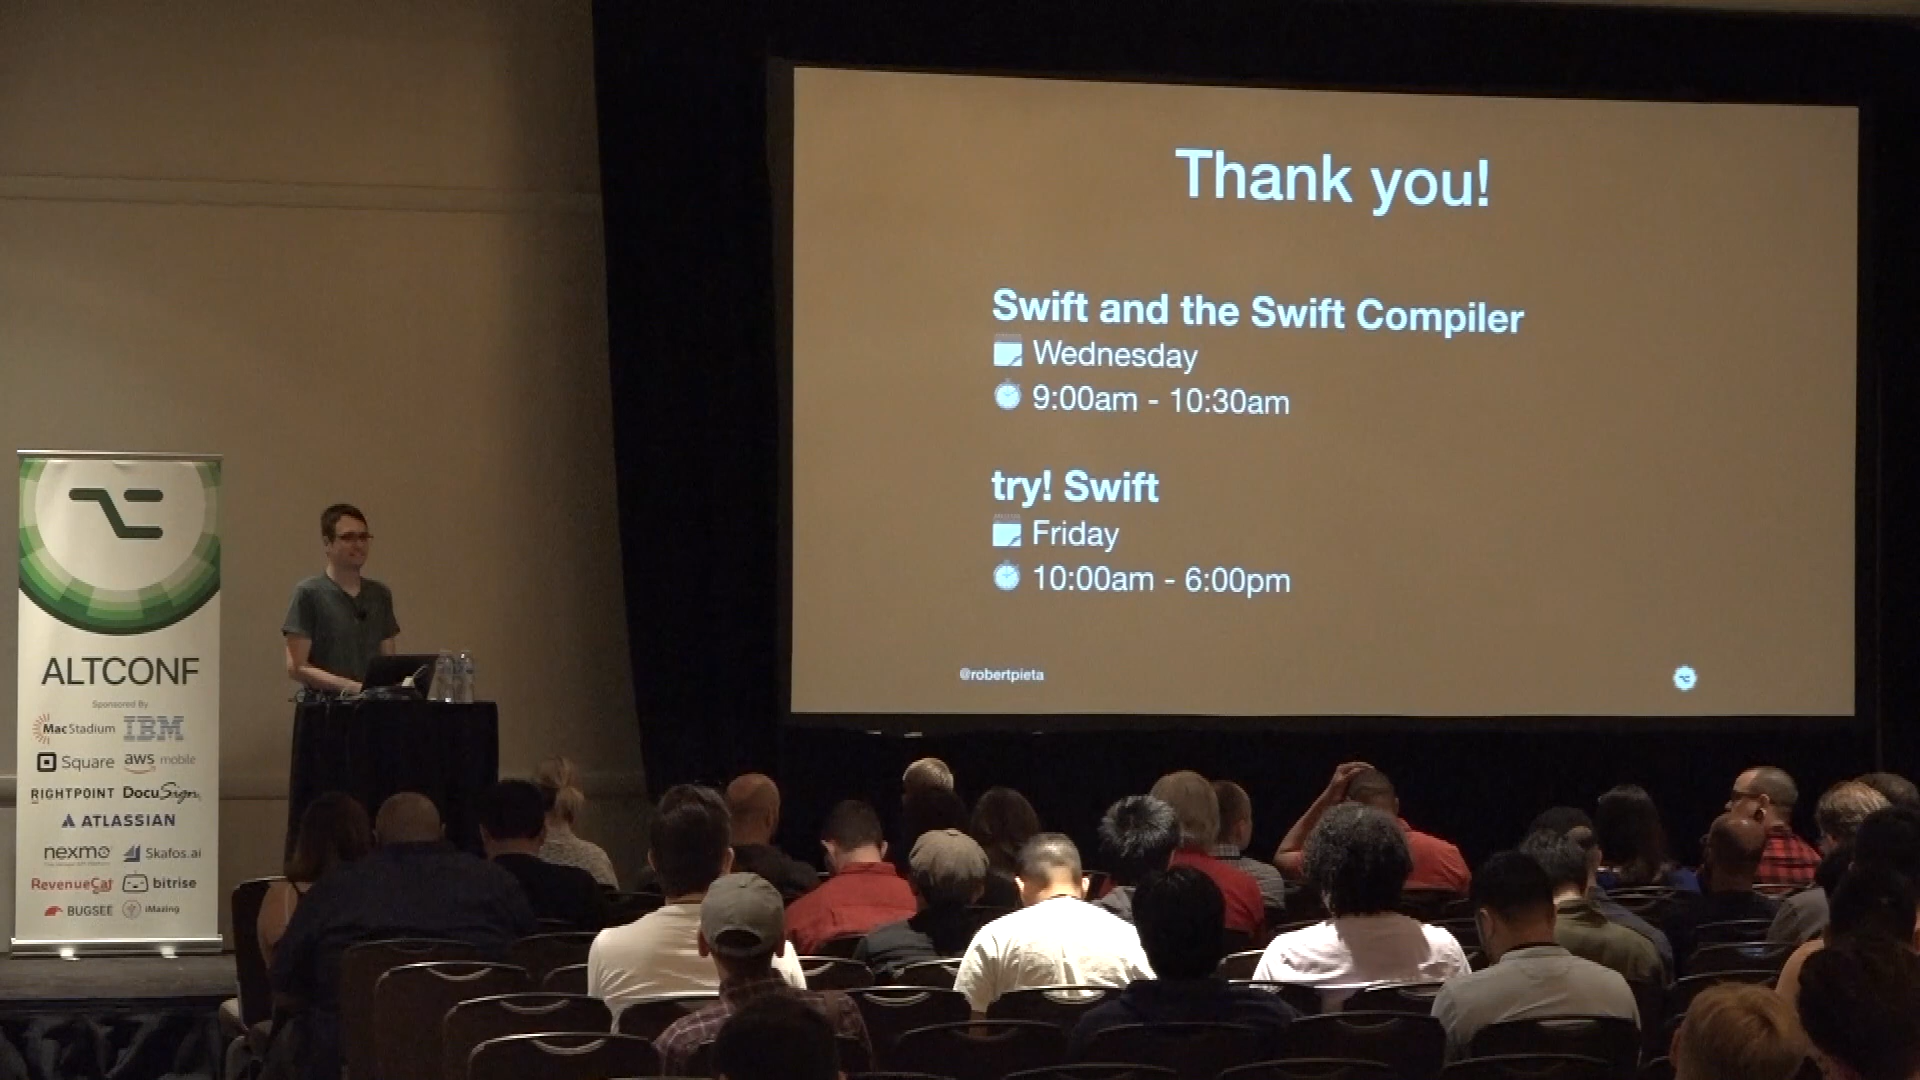 Thank you!
Swift and the Swift Compiler
Wednesday
9:00am - 10:30am
try! Swift
Friday
10:00am - 6:00pm
@robertpieta
ALTCONF
Sponsored By
MacStadium IBM
Square aws mobile
RIGHTPOINT DocuSign
ATLASSIAN
nexmo Skafos.ai
RevenueCat bitrise
BUGSEE iMazing